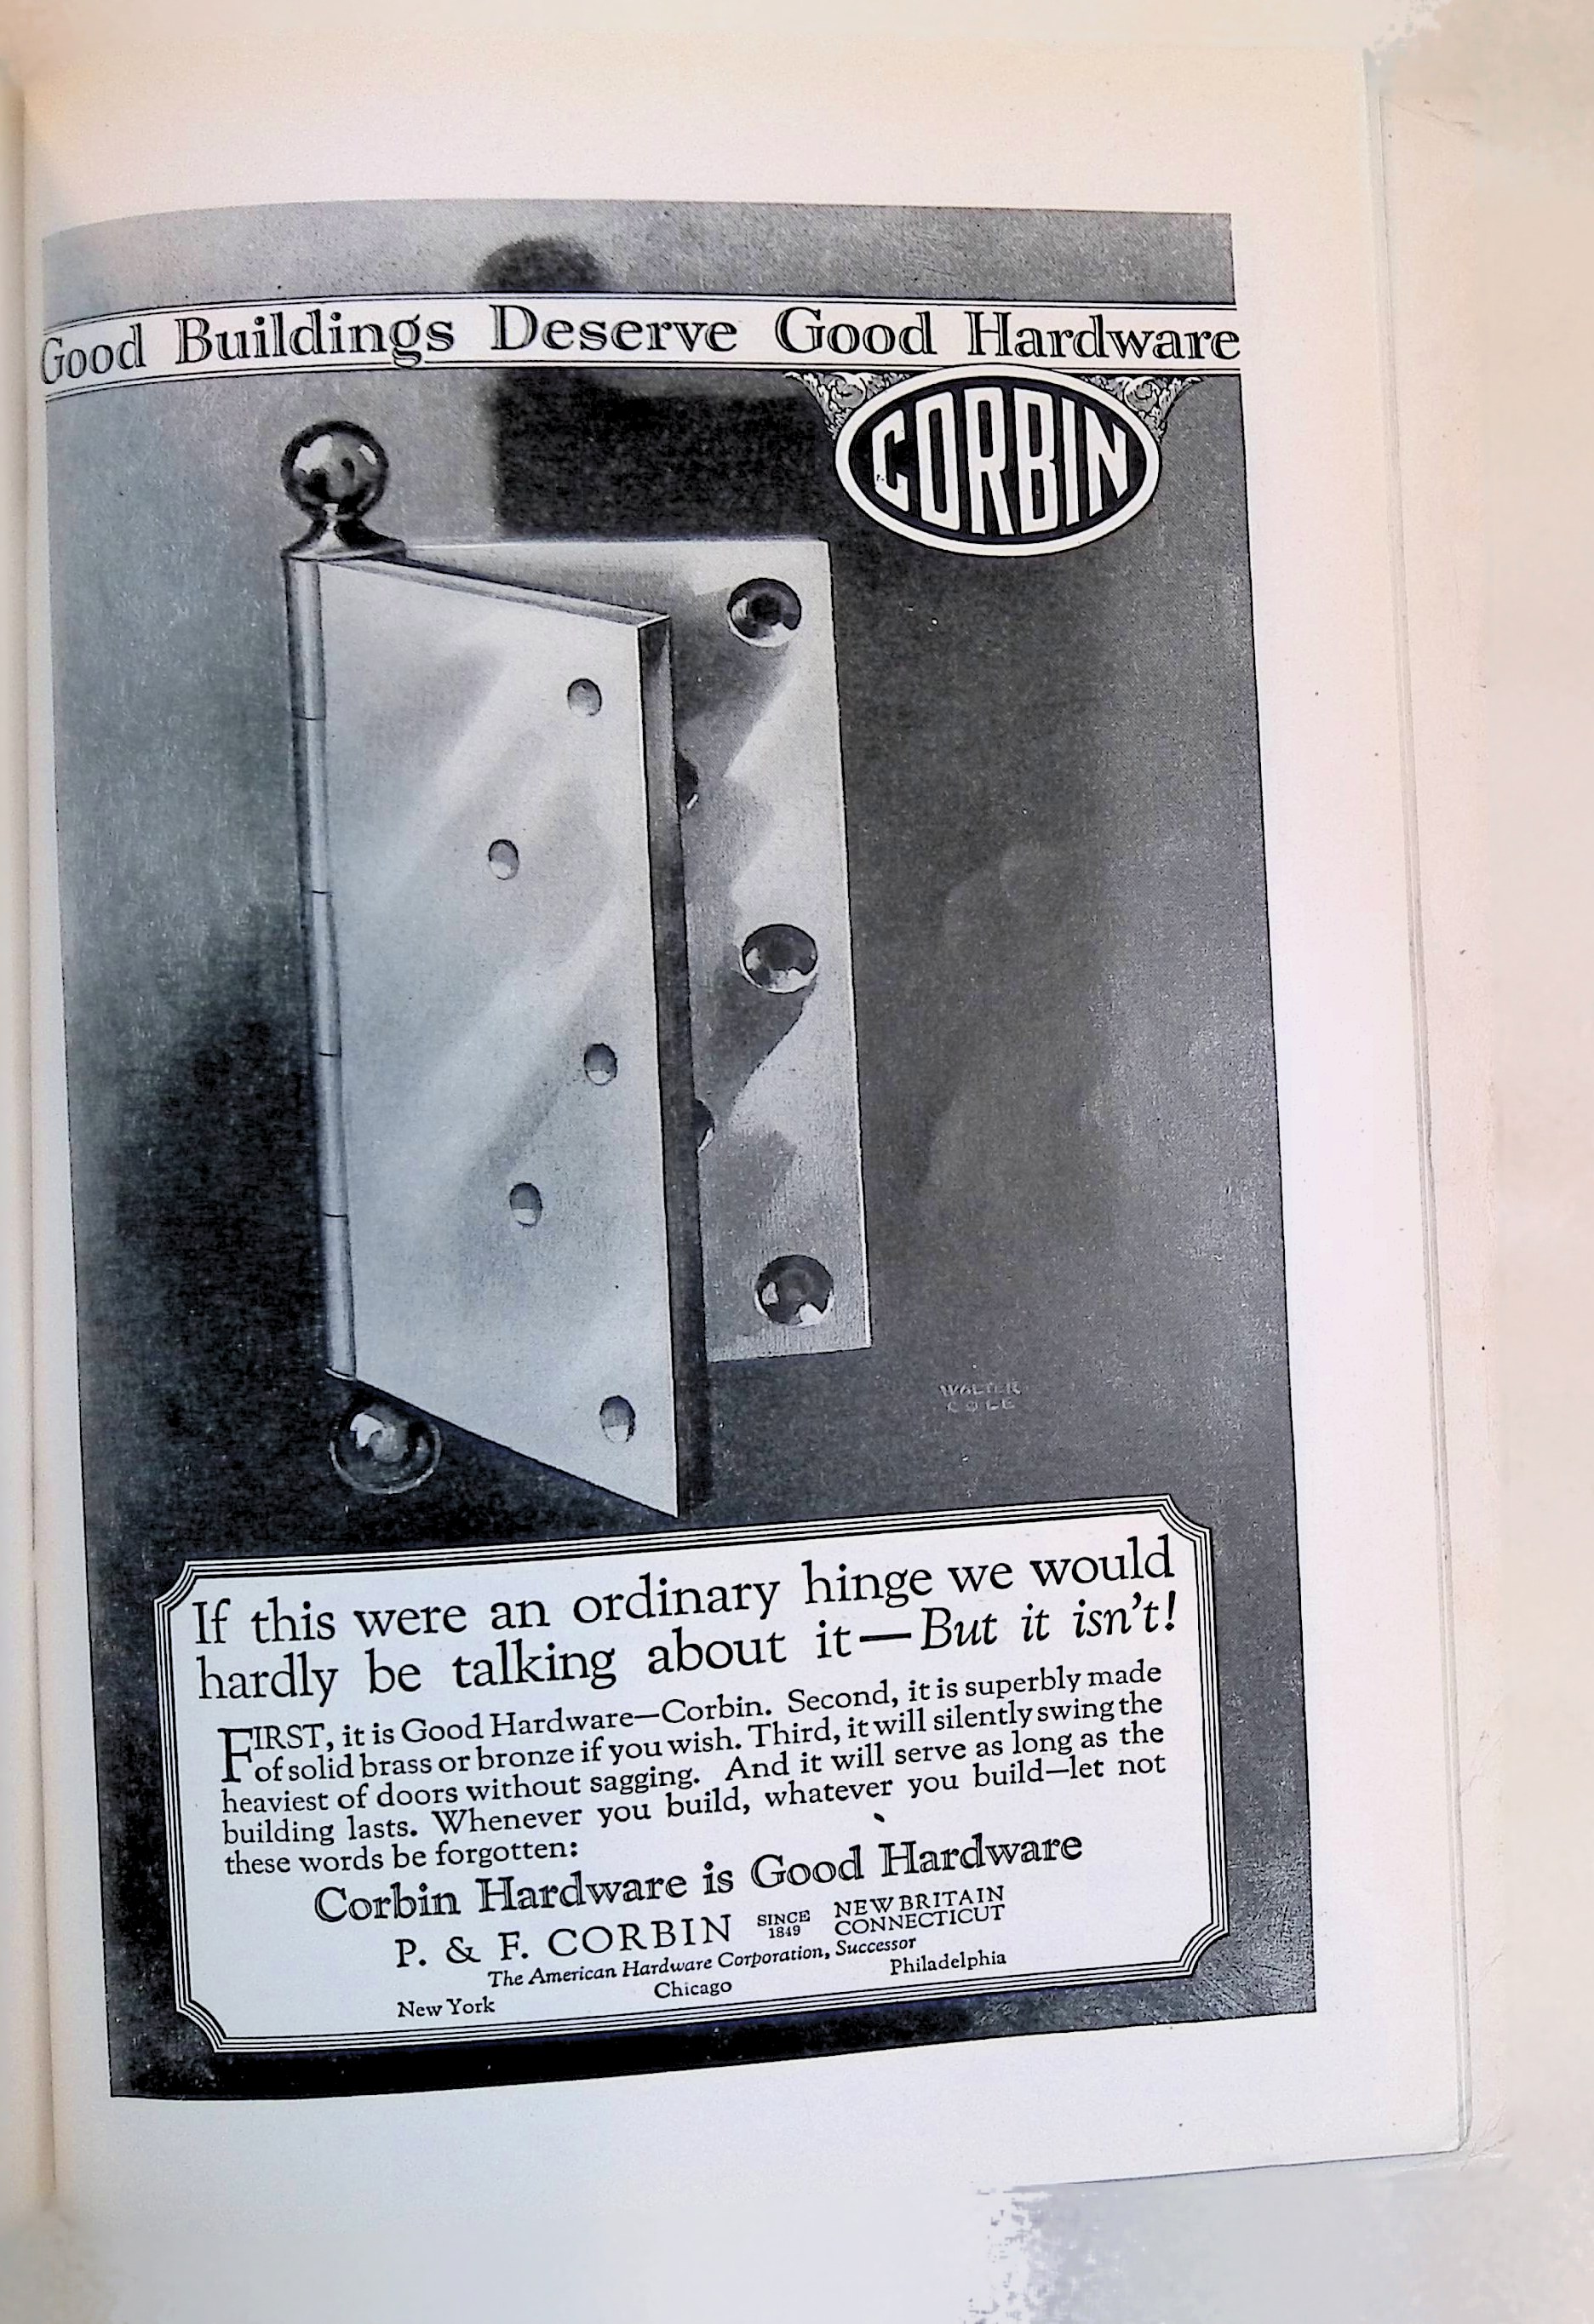 Good Buildings Deserve Good Hardware
CORBIN
WALTER
COLE
If this were an ordinary hinge we would
hardly be talking about it—But it isn't!
FIRST, it is Good Hardware—Corbin. Second, it is superbly made
of solid brass or bronze if you wish. Third, it will silently swing the
heaviest of doors without sagging. And it will serve as long as the
building lasts. Whenever you build, whatever you build—let not
these words be forgotten:
Corbin Hardware is Good Hardware
P. & F. CORBIN SINCE 1849 NEW BRITAIN CONNECTICUT
The American Hardware Corporation, Successor
New York Chicago Philadelphia